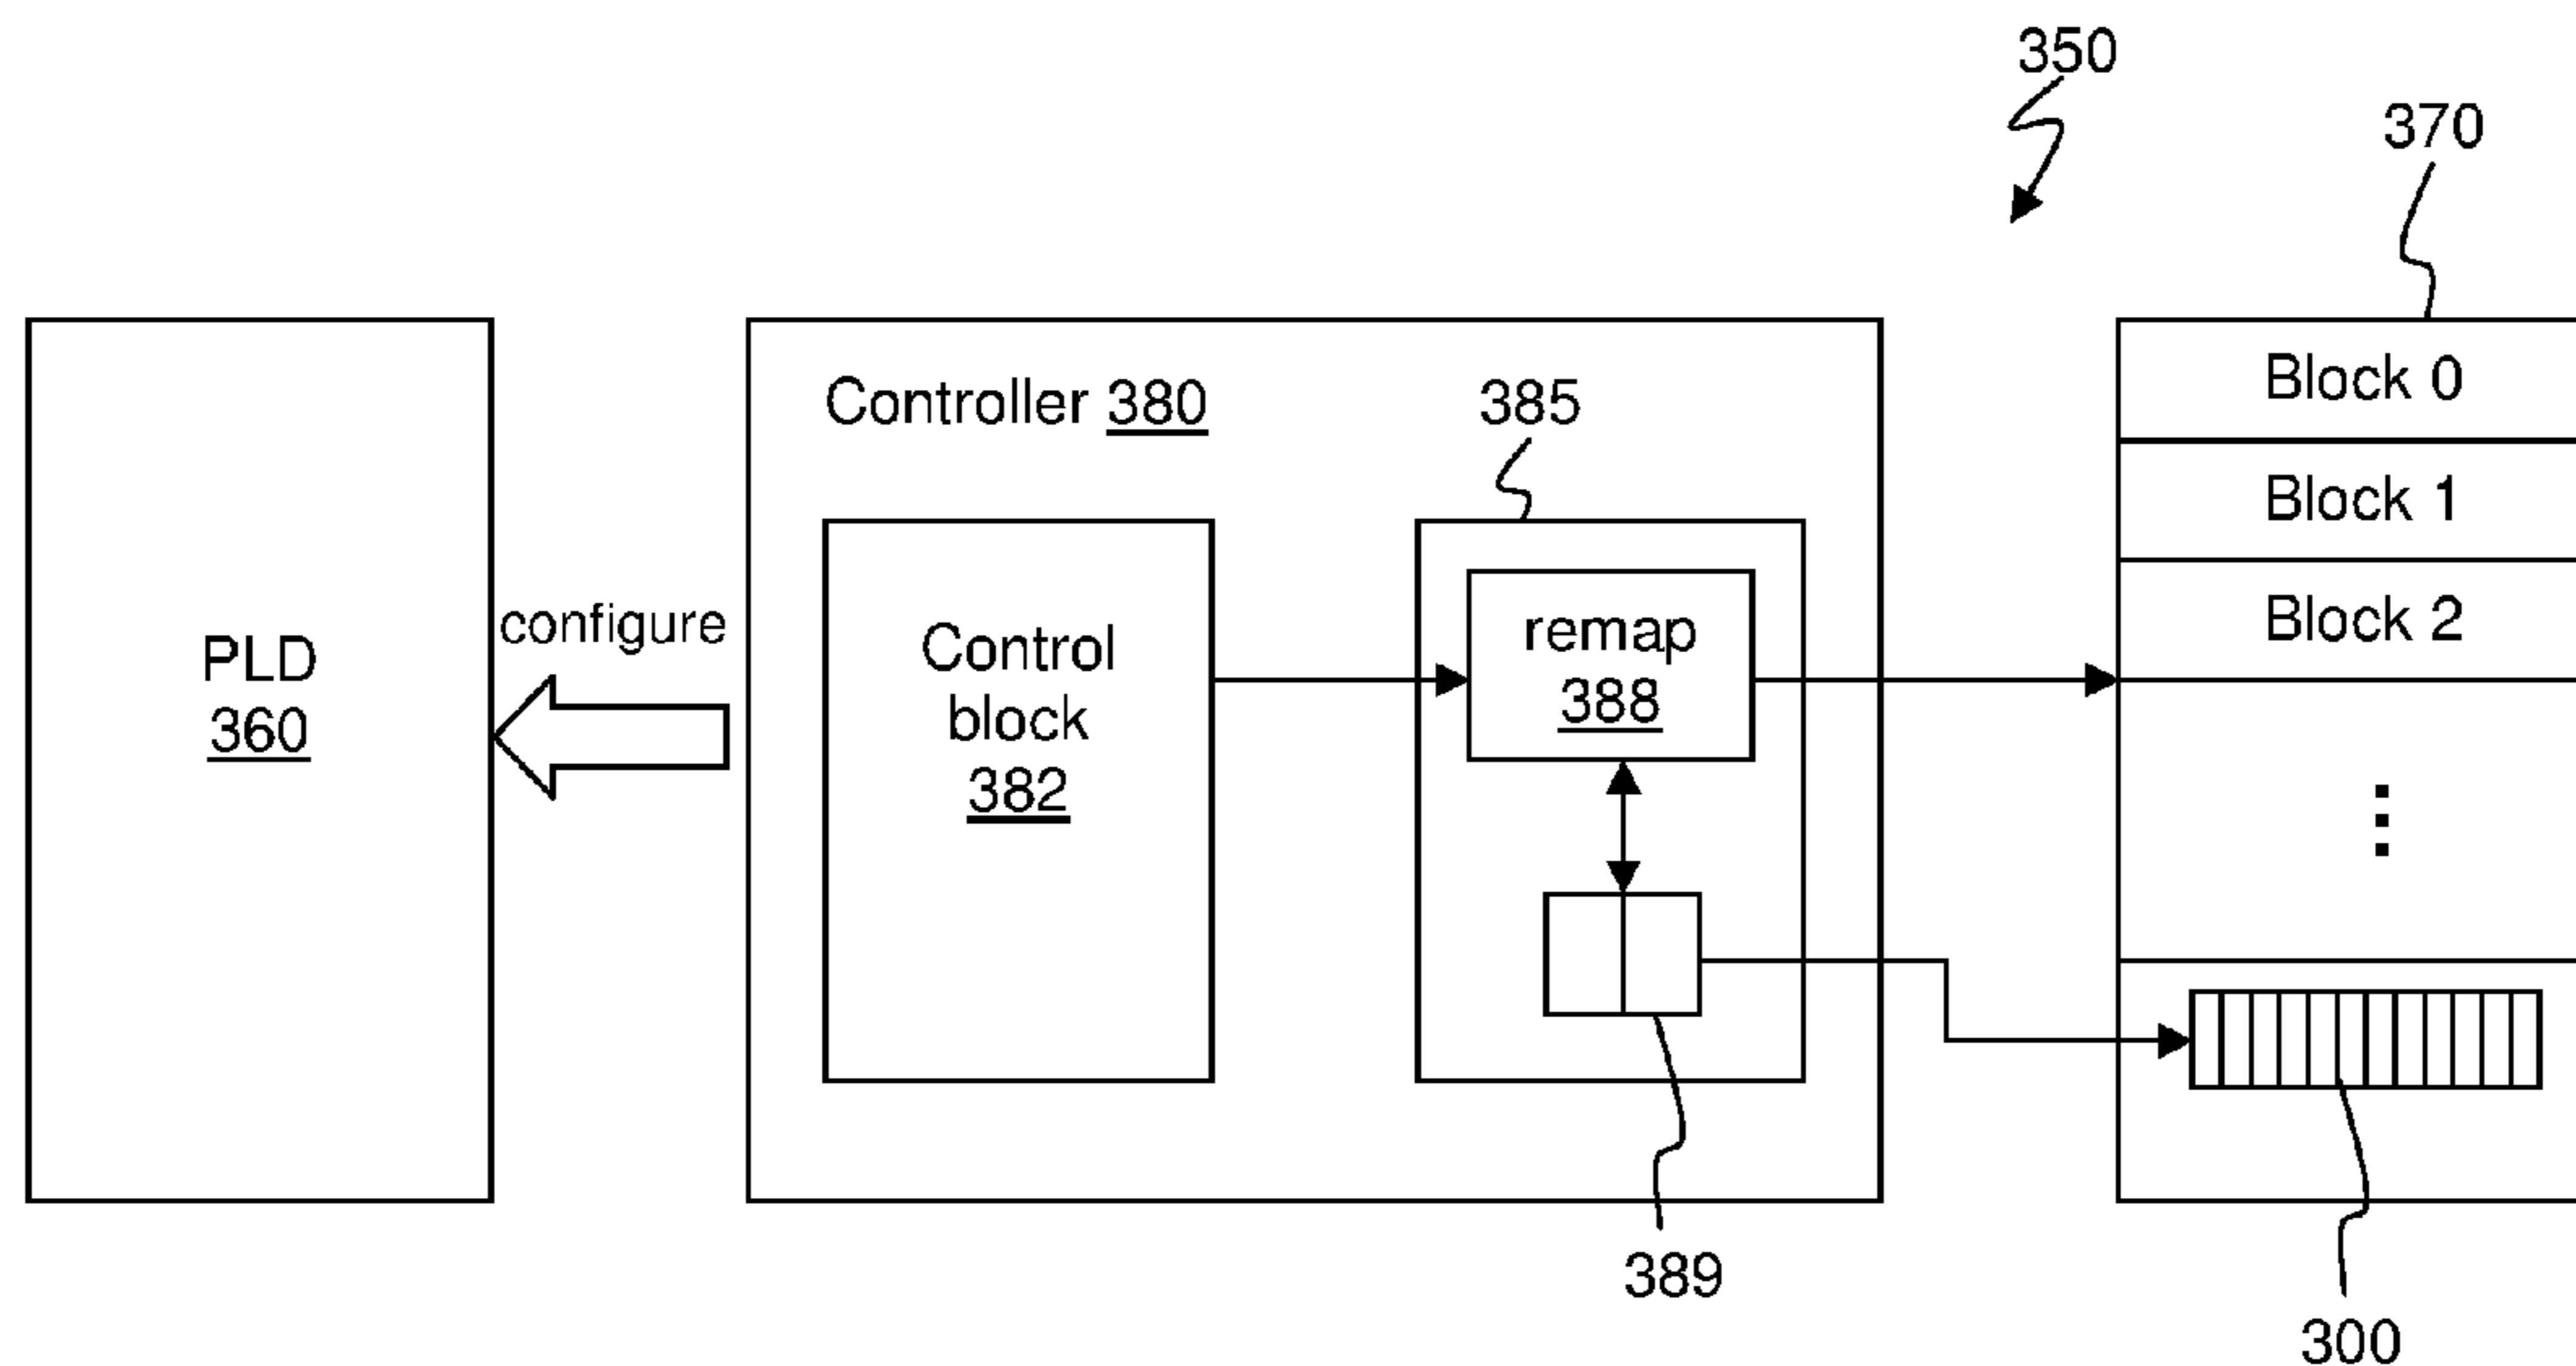 350
370
Block 0
Controller 380
385
Block 1
configure
remap
388
Block 2
PLD
360
Control
block
382
389
300